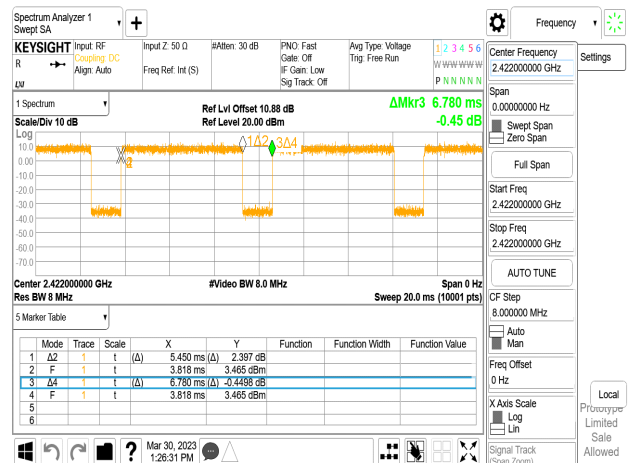 Spectrum Analyzer 1
Swept SA
Frequency
KEYSIGHT
R
LXI
Input: RF
Coupling: DC
Align: Auto
Input Z: 50 Ω
Freq Ref: Int (S)
#Atten: 30 dB
PNO: Fast
Gate: Off
IF Gain: Low
Sig Track: Off
Avg Type: Voltage
Trig: Free Run
1 2 3 4 5 6
W W W W W W
P N N N N N
Center Frequency
2.422000000 GHz
Settings
1 Spectrum
Scale/Div 10 dB
Ref Lvl Offset 10.88 dB
Ref Level 20.00 dBm
ΔMkr3 6.780 ms
-0.45 dB
Span
0.00000000 Hz
Swept Span
Zero Span
Log
10.0
0.00
-10.0
-20.0
-30.0
-40.0
-50.0
-60.0
-70.0
1Δ2
3Δ4
Full Span
Start Freq
2.422000000 GHz
Stop Freq
2.422000000 GHz
AUTO TUNE
Center 2.422000000 GHz
Res BW 8 MHz
#Video BW 8.0 MHz
Span 0 Hz
Sweep 20.0 ms (10001 pts)
CF Step
8.000000 MHz
Auto
Man
5 Marker Table
Mode Trace Scale X Y Function Function Width Function Value
1 Δ2 1 t (Δ) 5.450 ms (Δ) 2.397 dB
2 F 1 t 3.818 ms 3.465 dBm
3 Δ4 1 t (Δ) 6.780 ms (Δ) -0.4498 dB
4 F 1 t 3.818 ms 3.465 dBm
5
6
Freq Offset
0 Hz
X Axis Scale
Log
Lin
Local
Prototype
Limited
Sale
Allowed
Signal Track
(Span Zoom)
?
Mar 30, 2023
1:26:31 PM